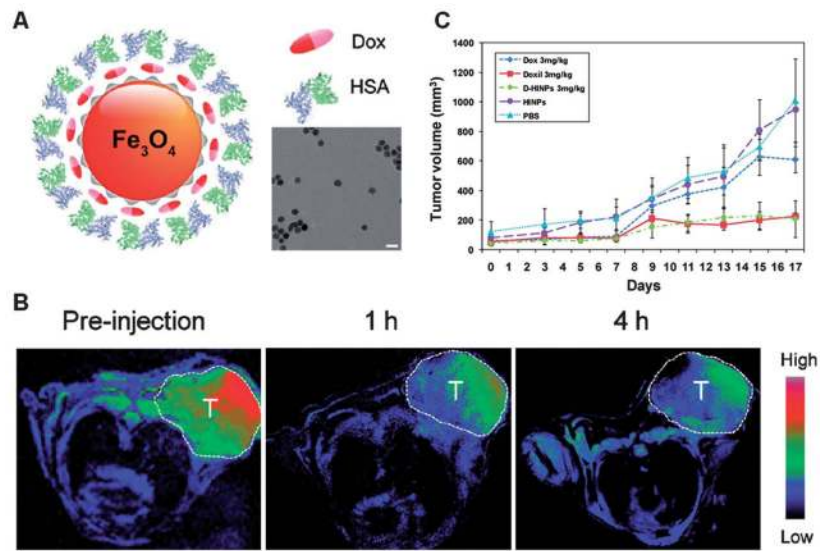 A
Fe3O4
Dox
HSA
C
Tumor volume (mm³)
1400
1200
1000
800
600
400
200
0
Dox 3mg/kg
Doxil 3mg/kg
D-HINPs 3mg/kg
HINPs
PBS
0 1 2 3 4 5 6 7 8 9 10 11 12 13 14 15 16 17
Days
B
Pre-injection
1 h
4 h
T
T
T
High
Low